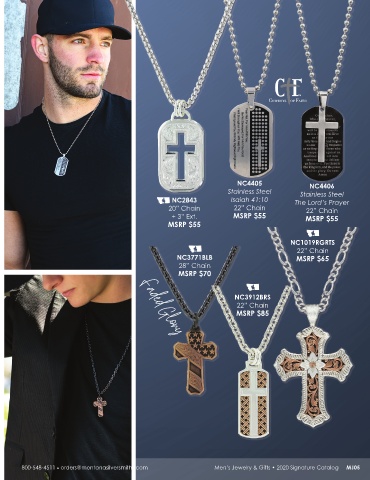 CFE
NC2843
20" Chain
+ 3" Ext.
MSRP $55
NC4405
Stainless Steel
Isaiah 41:10
22" Chain
MSRP $55
NC4406
Stainless Steel
The Lord's Prayer
22" Chain
MSRP $55
NC3771BLB
28" Chain
MSRP $70
Faded Glory
NC3912BRS
22" Chain
MSRP $85
NC1019RGRTS
22" Chain
MSRP $65
800-548-4511 • orders@montanasilversmiths.com
Men's Jewelry & Gifts • 2020 Signature Catalog MJ05